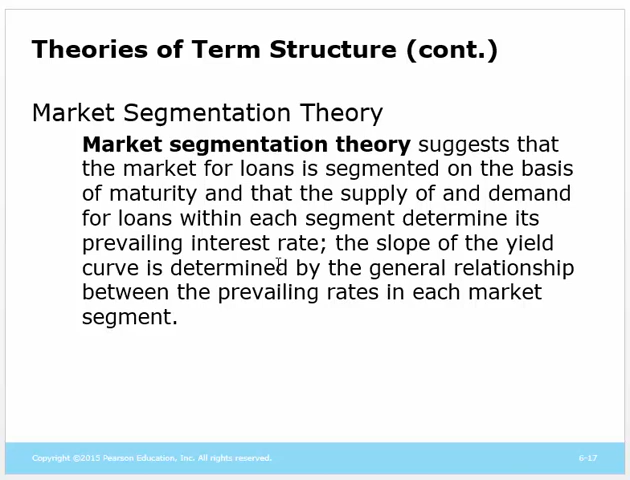 Theories of Term Structure (cont.)
Market Segmentation Theory
Market segmentation theory suggests that
the market for loans is segmented on the basis
of maturity and that the supply of and demand
for loans within each segment determine its
prevailing interest rate; the slope of the yield
curve is determined by the general relationship
between the prevailing rates in each market
segment.
Copyright ©2015 Pearson Education, Inc. All rights reserved.
6-17